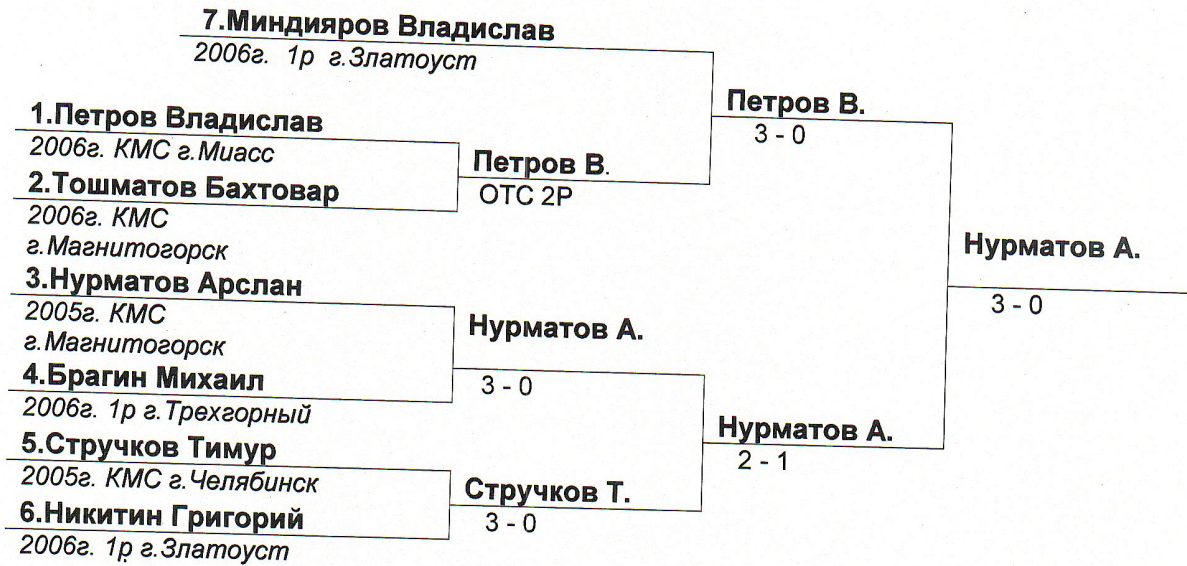 7.Миндияров Владислав
2006г. 1р г.Златоуст
1.Петров Владислав
2006г. КМС г.Миасс
2.Тошматов Бахтовар
2006г. КМС
г.Магнитогорск
3.Нурматов Арслан
2005г. КМС
г.Магнитогорск
4.Брагин Михаил
2006г. 1р г.Трехгорный
5.Стручков Тимур
2005г. КМС г.Челябинск
6.Никитин Григорий
2006г. 1р г.Златоуст
Петров В.
ОТС 2Р
Нурматов А.
3 - 0
Стручков Т.
3 - 0
Петров В.
3 - 0
Нурматов А.
2 - 1
Нурматов А.
3 - 0